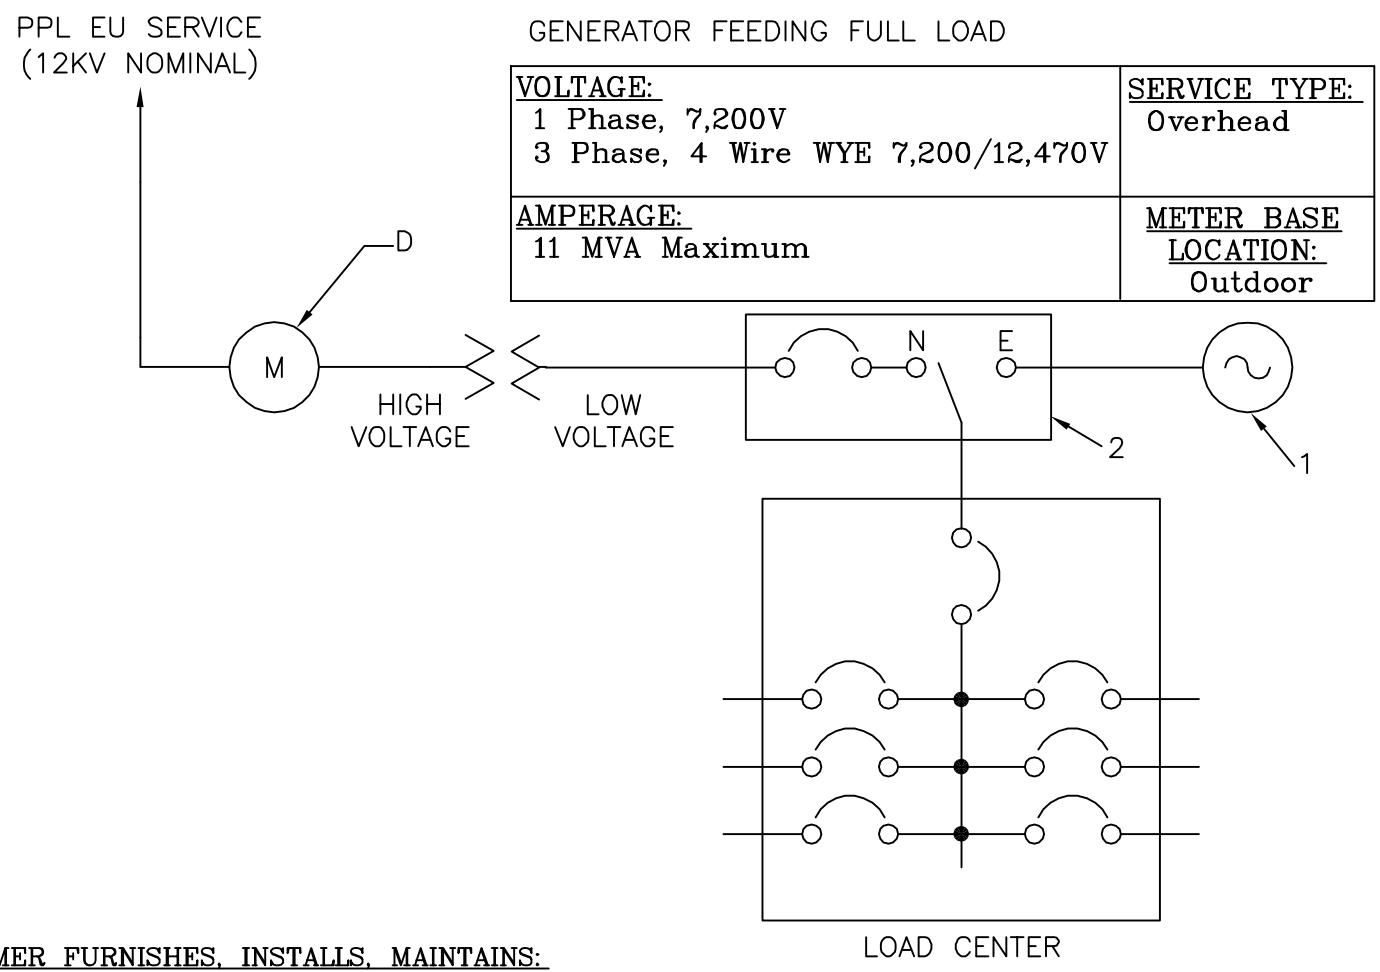 PPL EU SERVICE
(12KV NOMINAL)
GENERATOR FEEDING FULL LOAD
VOLTAGE:
1 Phase, 7,200V
3 Phase, 4 Wire WYE 7,200/12,470V
SERVICE TYPE:
Overhead
AMPERAGE:
11 MVA Maximum
METER BASE
LOCATION:
Outdoor
D
M
HIGH
VOLTAGE
LOW
VOLTAGE
N
E
2
1
LOAD CENTER
FURNISHES, INSTALLS, MAINTAINS: